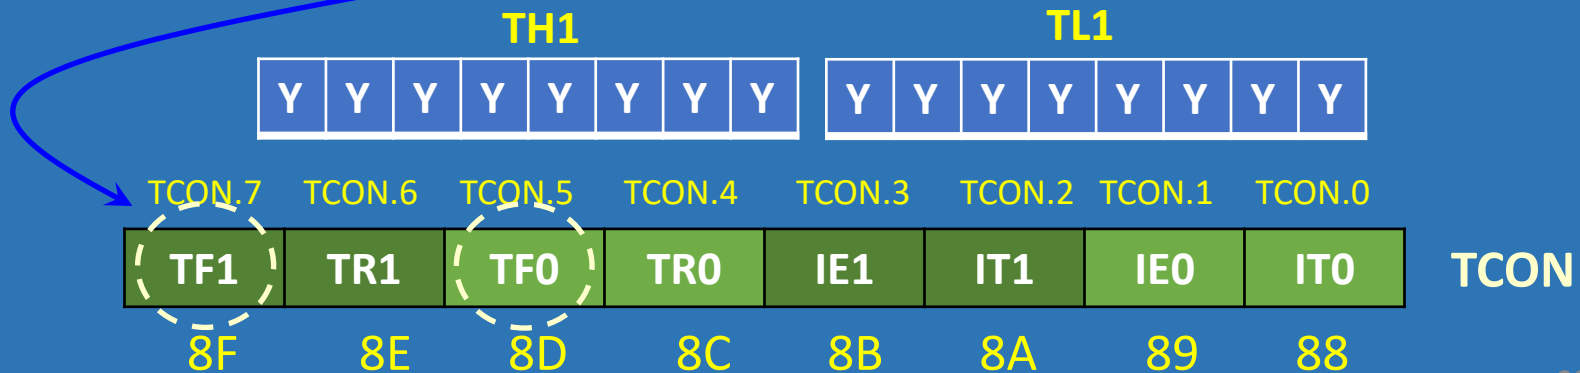 TH1 TL1
Y Y Y Y Y Y Y Y Y Y Y Y Y Y Y Y
TCON.7 TCON.6 TCON.5 TCON.4 TCON.3 TCON.2 TCON.1 TCON.0
TF1 TR1 TF0 TR0 IE1 IT1 IE0 IT0 TCON
8F 8E 8D 8C 8B 8A 89 88